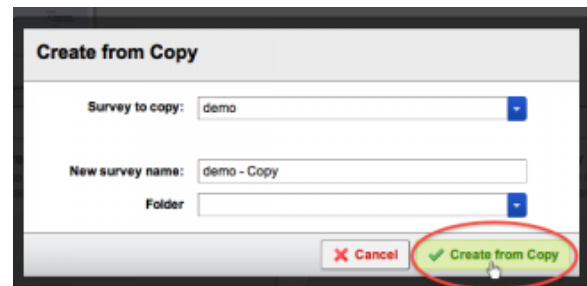 Create from Copy
Survey to copy: demo
New survey name: demo - Copy
Folder
Cancel Create from Copy